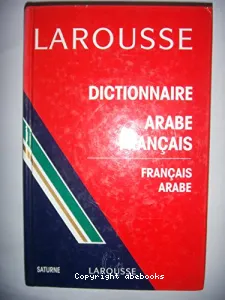 LAROUSSE
DICTIONNAIRE
ARABE
FRANÇAIS
FRANÇAIS
ARABE
SATURNE
LAROUSSE
Copyright abebooks